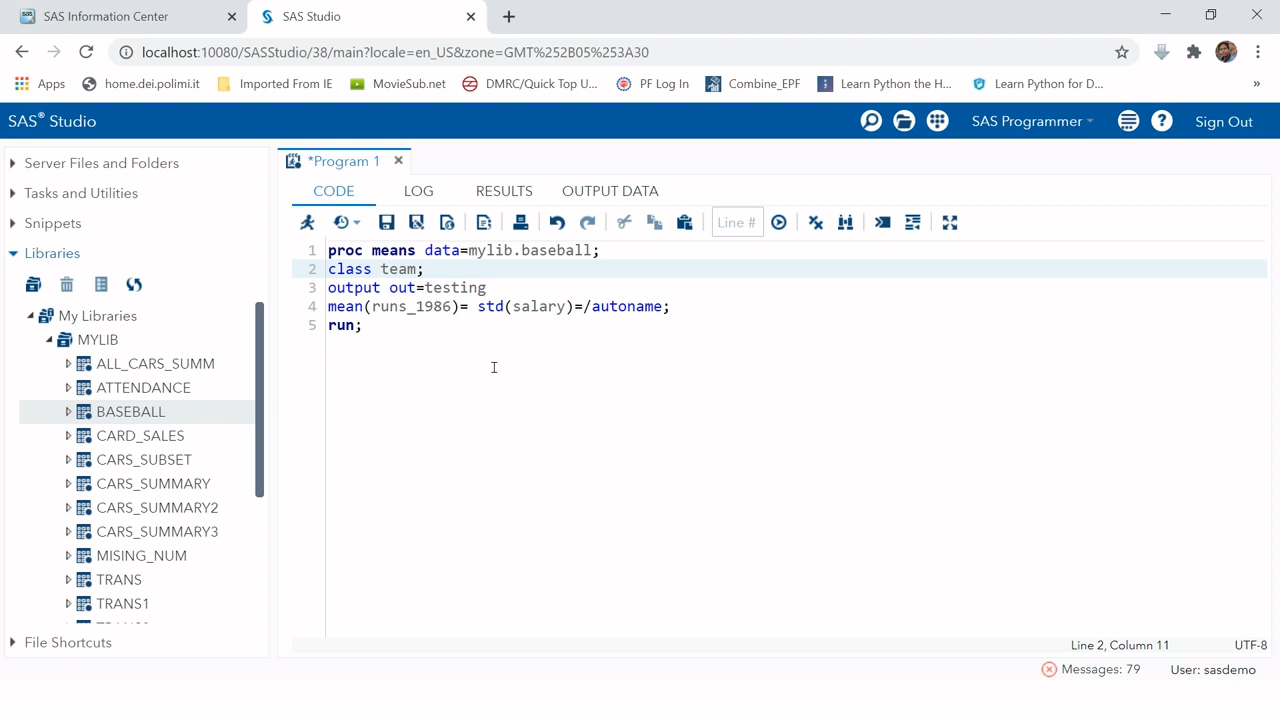 SAS Information Center
SAS Studio
localhost:10080/SASStudio/38/main?locale=en_US&zone=GMT%252B05%253A30
Apps home.dei.polimi.it Imported From IE MovieSub.net DMRC/Quick Top U... PF Log In Combine_EPF Learn Python the H... Learn Python for D... »
SAS® Studio
SAS Programmer
Sign Out
Server Files and Folders
Tasks and Utilities
Snippets
Libraries
My Libraries
MYLIB
ALL_CARS_SUMM
ATTENDANCE
BASEBALL
CARD_SALES
CARS_SUBSET
CARS_SUMMARY
CARS_SUMMARY2
CARS_SUMMARY3
MISING_NUM
TRANS
TRANS1
File Shortcuts
*Program 1
CODE LOG RESULTS OUTPUT DATA
Line #
1 proc means data=mylib.baseball;
2 class team;
3 output out=testing
4 mean(runs_1986)= std(salary)=/autoname;
5 run;
Line 2, Column 11 UTF-8
Messages: 79 User: sasdemo